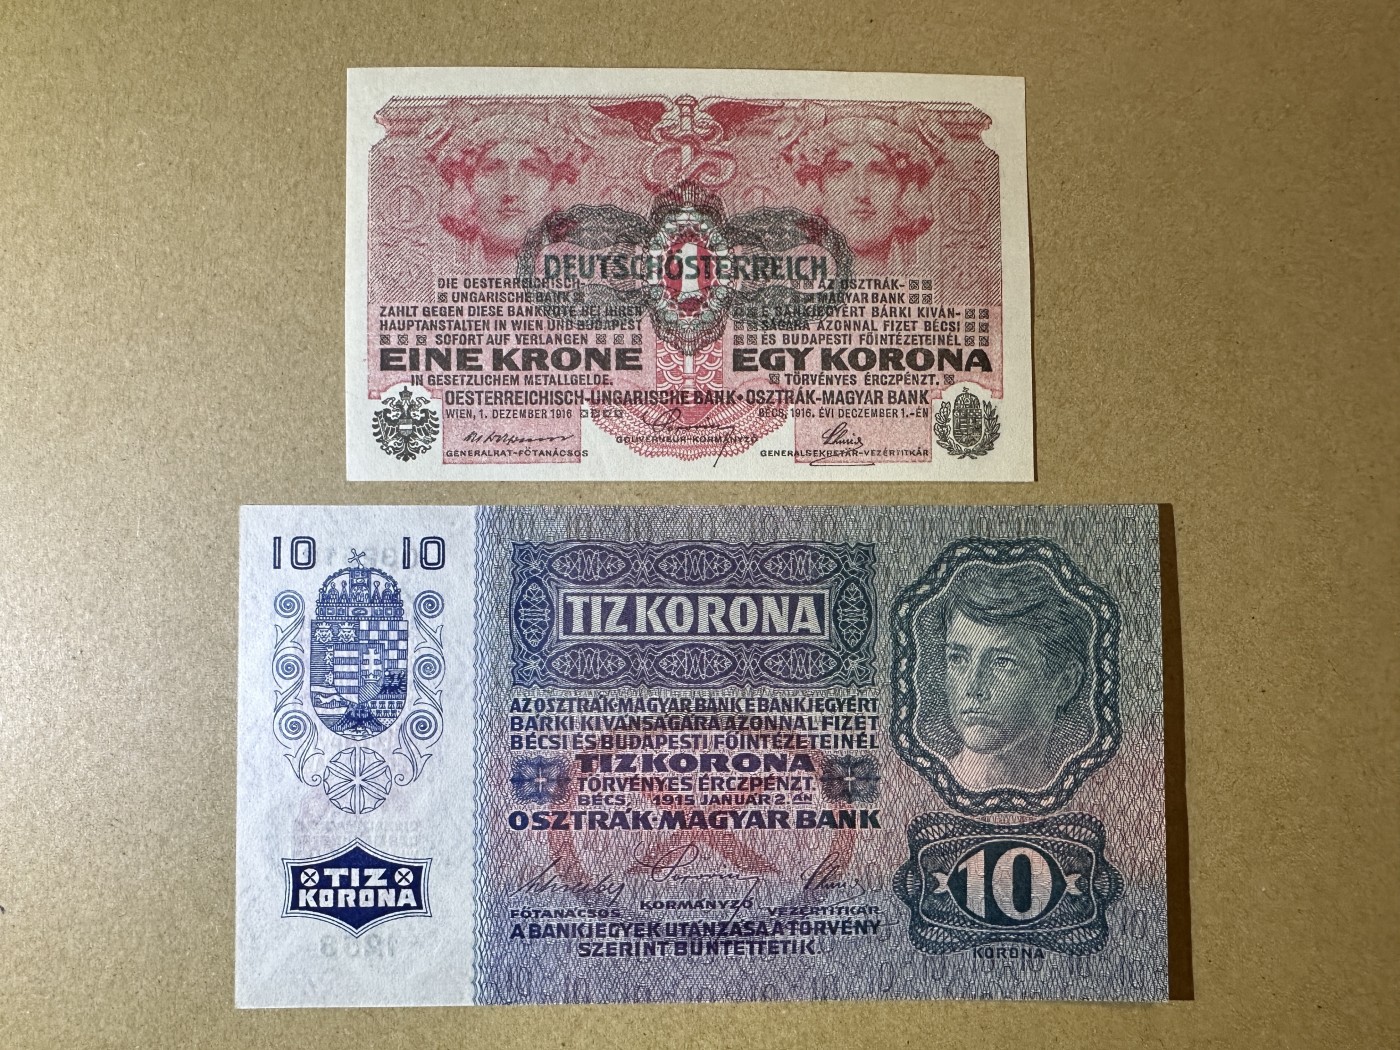 1
DEUTSCHÖSTERREICH
DIE OESTERREICHISCH-
UNGARISCHE BANK
ZAHLT GEGEN DIESE BANKNOTE BEI IHREN
HAUPTANSTALTEN IN WIEN UND BUDAPEST
SOFORT AUF VERLANGEN
EINE KRONE
IN GESETZLICHEM METALLGELDE.
AZ OSZTRÁK-
MAGYAR BANK
E BANKJEGYÉRT BÁRKI KIVÁN-
SÁGÁRA AZONNAL FIZET BÉCSI
ÉS BUDAPESTI FŐINTÉZETEINÉL
EGY KORONA
TÖRVÉNYES ÉRCZPÉNZT.
OESTERREICHISCH-UNGARISCHE BANK • OSZTRÁK-MAGYAR BANK
WIEN, 1. DEZEMBER 1916
BÉCS, 1916. ÉVI DECZEMBER 1.-ÉN
GOUVERNEUR-KORMÁNYZÓ
GENERALRAT-FŐTANÁCSOS
GENERALSEKRETÄR-VEZÉRTITKÁR
10 10
TIZ
KORONA
TIZ KORONA
AZ OSZTRÁK-MAGYAR BANK E BANKJEGYÉRT
BÁRKI KIVÁNSÁGÁRA AZONNAL FIZET
BÉCSI ÉS BUDAPESTI FŐINTÉZETEINÉL
TIZ KORONA
TÖRVÉNYES ÉRCZPÉNZT.
BÉCS, 1915 JANUÁR 2.-ÁN
OSZTRÁK-MAGYAR BANK
FŐTANÁCSOS KORMÁNYZÓ VEZÉRTITKÁR
A BANKJEGYEK UTÁNZÁSA A TÖRVÉNY
SZERINT BÜNTETTETIK.
10
KORONA